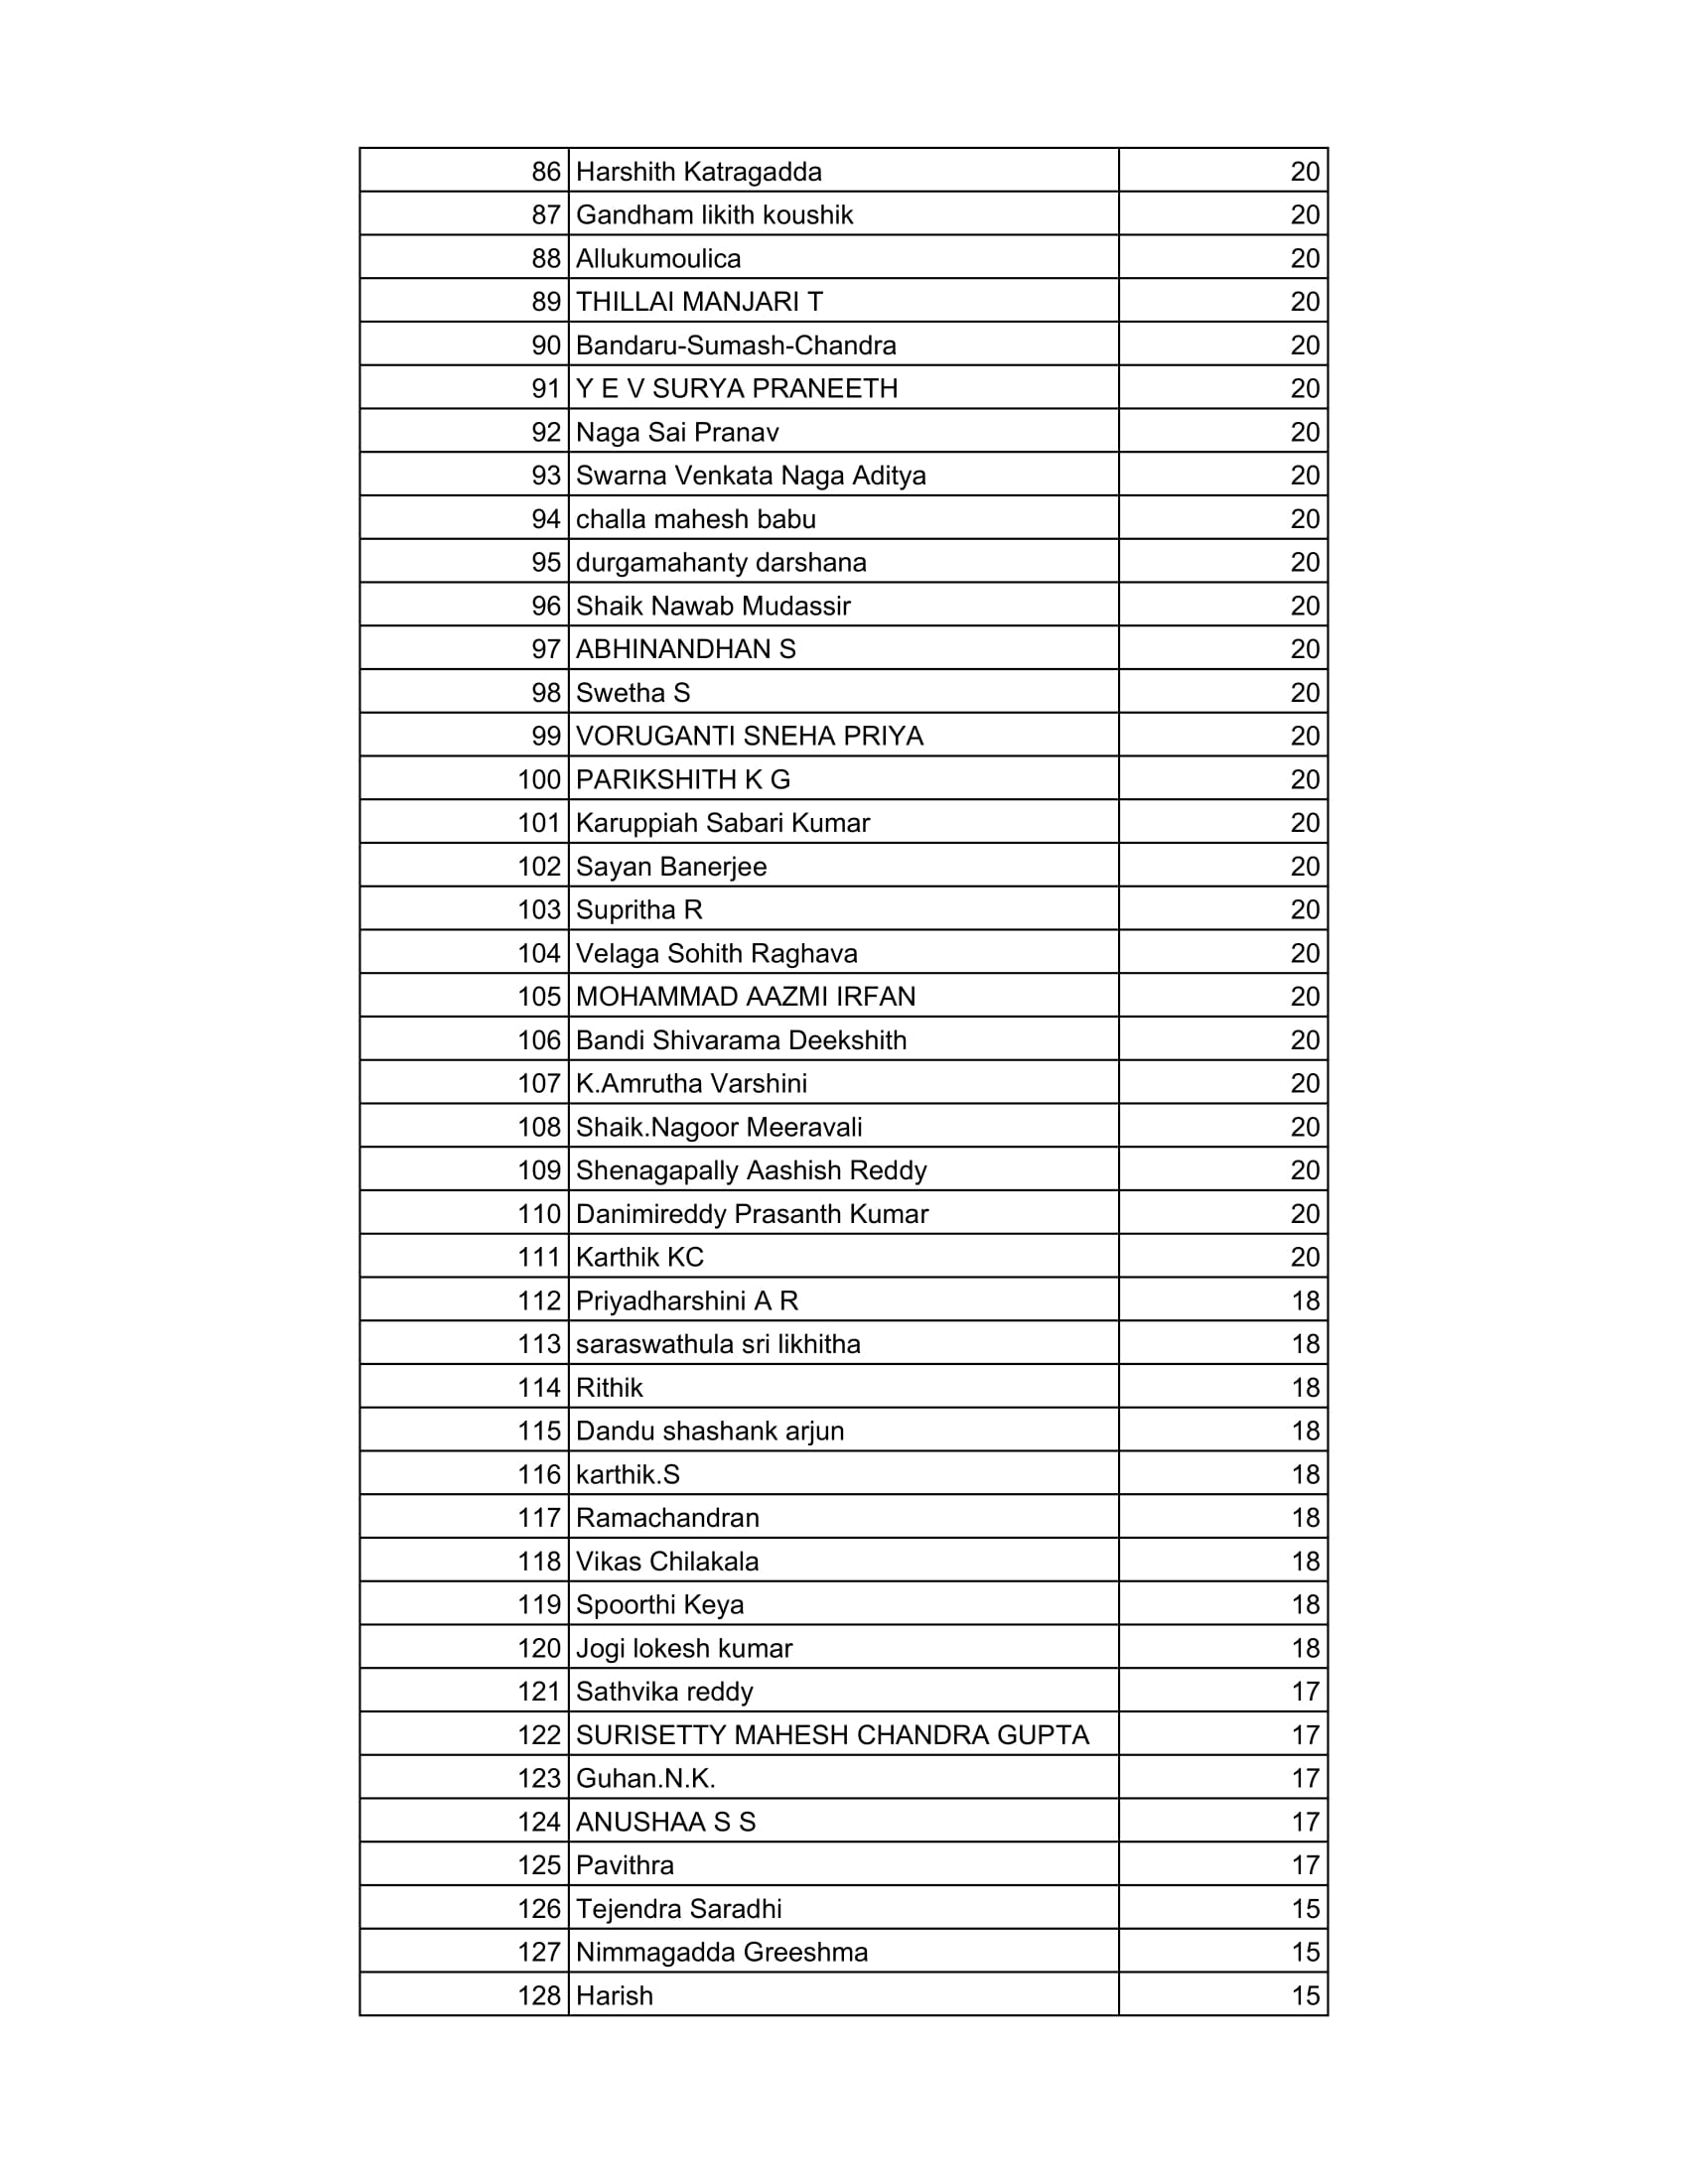 86 Harshith Katragadda 20
87 Gandham likith koushik 20
88 Allukumoulica 20
89 THILLAI MANJARI T 20
90 Bandaru-Sumash-Chandra 20
91 Y E V SURYA PRANEETH 20
92 Naga Sai Pranav 20
93 Swarna Venkata Naga Aditya 20
94 challa mahesh babu 20
95 durgamahanty darshana 20
96 Shaik Nawab Mudassir 20
97 ABHINANDHAN S 20
98 Swetha S 20
99 VORUGANTI SNEHA PRIYA 20
100 PARIKSHITH K G 20
101 Karuppiah Sabari Kumar 20
102 Sayan Banerjee 20
103 Supritha R 20
104 Velaga Sohith Raghava 20
105 MOHAMMAD AAZMI IRFAN 20
106 Bandi Shivarama Deekshith 20
107 K.Amrutha Varshini 20
108 Shaik.Nagoor Meeravali 20
109 Shenagapally Aashish Reddy 20
110 Danimireddy Prasanth Kumar 20
111 Karthik KC 20
112 Priyadharshini A R 18
113 saraswathula sri likhitha 18
114 Rithik 18
115 Dandu shashank arjun 18
116 karthik.S 18
117 Ramachandran 18
118 Vikas Chilakala 18
119 Spoorthi Keya 18
120 Jogi lokesh kumar 18
121 Sathvika reddy 17
122 SURISETTY MAHESH CHANDRA GUPTA 17
123 Guhan.N.K. 17
124 ANUSHAA S S 17
125 Pavithra 17
126 Tejendra Saradhi 15
127 Nimmagadda Greeshma 15
128 Harish 15